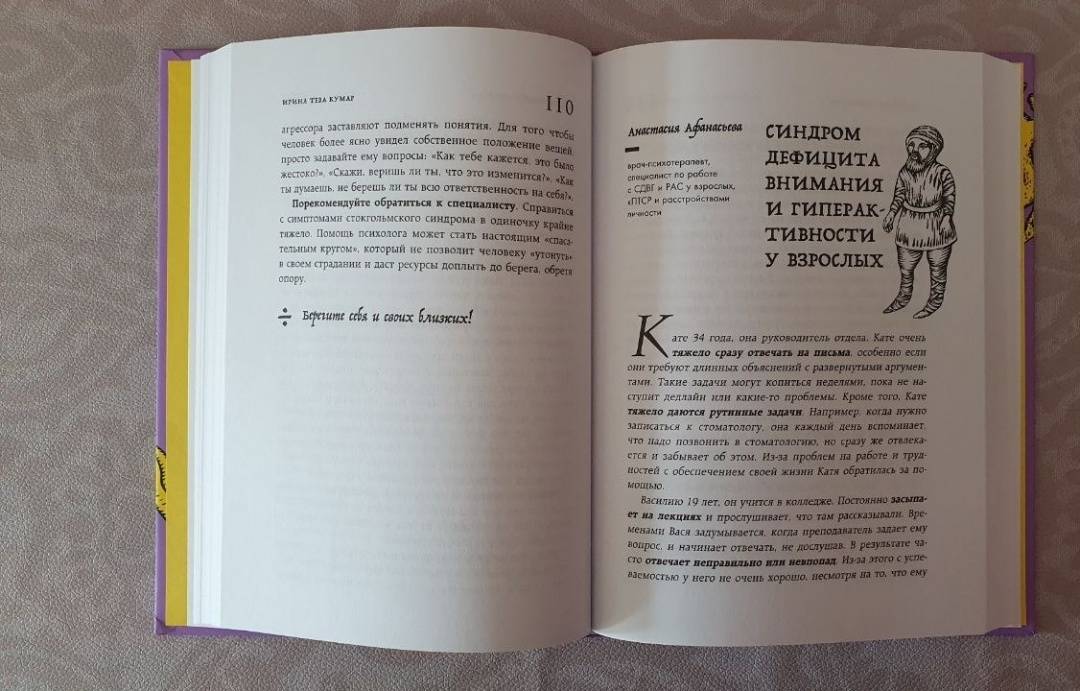 ИРИНА ТЕВА КУМАР
110
агрессора заставляют подменять понятия. Для того чтобы
человек более ясно увидел собственное положение вещей,
просто задавайте ему вопросы: «Как тебе кажется, это было
жестоко?», «Скажи, веришь ли ты, что это изменится?», «Как
ты думаешь, не берешь ли ты всю ответственность на себя?».
Порекомендуйте обратиться к специалисту. Справиться
с симптомами стокгольмского синдрома в одиночку крайне
тяжело. Помощь психолога может стать настоящим «спаса-
тельным кругом», который не позволит человеку «утонуть»
в своем страдании и даст ресурсы доплыть до берега, обретя
опору.
Берегите себя и своих близких!
Анастасия Афанасьева
врач-психотерапевт,
специалист по работе
с СДВГ и РАС у взрослых,
кПТСР и расстройствами
личности
СИНДРОМ
ДЕФИЦИТА
ВНИМАНИЯ
И ГИПЕРАК-
ТИВНОСТИ
У ВЗРОСЛЫХ
Кате 34 года, она руководитель отдела. Кате очень
тяжело сразу отвечать на письма, особенно если
они требуют длинных объяснений с развернутыми аргумен-
тами. Такие задачи могут копиться неделями, пока не на-
ступит дедлайн или какие-то проблемы. Кроме того, Кате
тяжело даются рутинные задачи. Например, когда нужно
записаться к стоматологу, она каждый день вспоминает,
что надо позвонить в стоматологию, но сразу же отвлека-
ется и забывает об этом. Из-за проблем на работе и труд-
ностей с обеспечением своей жизни Катя обратилась за по-
мощью.
Василию 19 лет, он учится в колледже. Постоянно засыпа-
ет на лекциях и прослушивает, что там рассказывали. Вре-
менами Вася задумывается, когда преподаватель задает ему
вопрос, и начинает отвечать, не дослушав. В результате ча-
сто отвечает неправильно или невпопад. Из-за этого с успе-
ваемостью у него не очень хорошо, несмотря на то, что ему